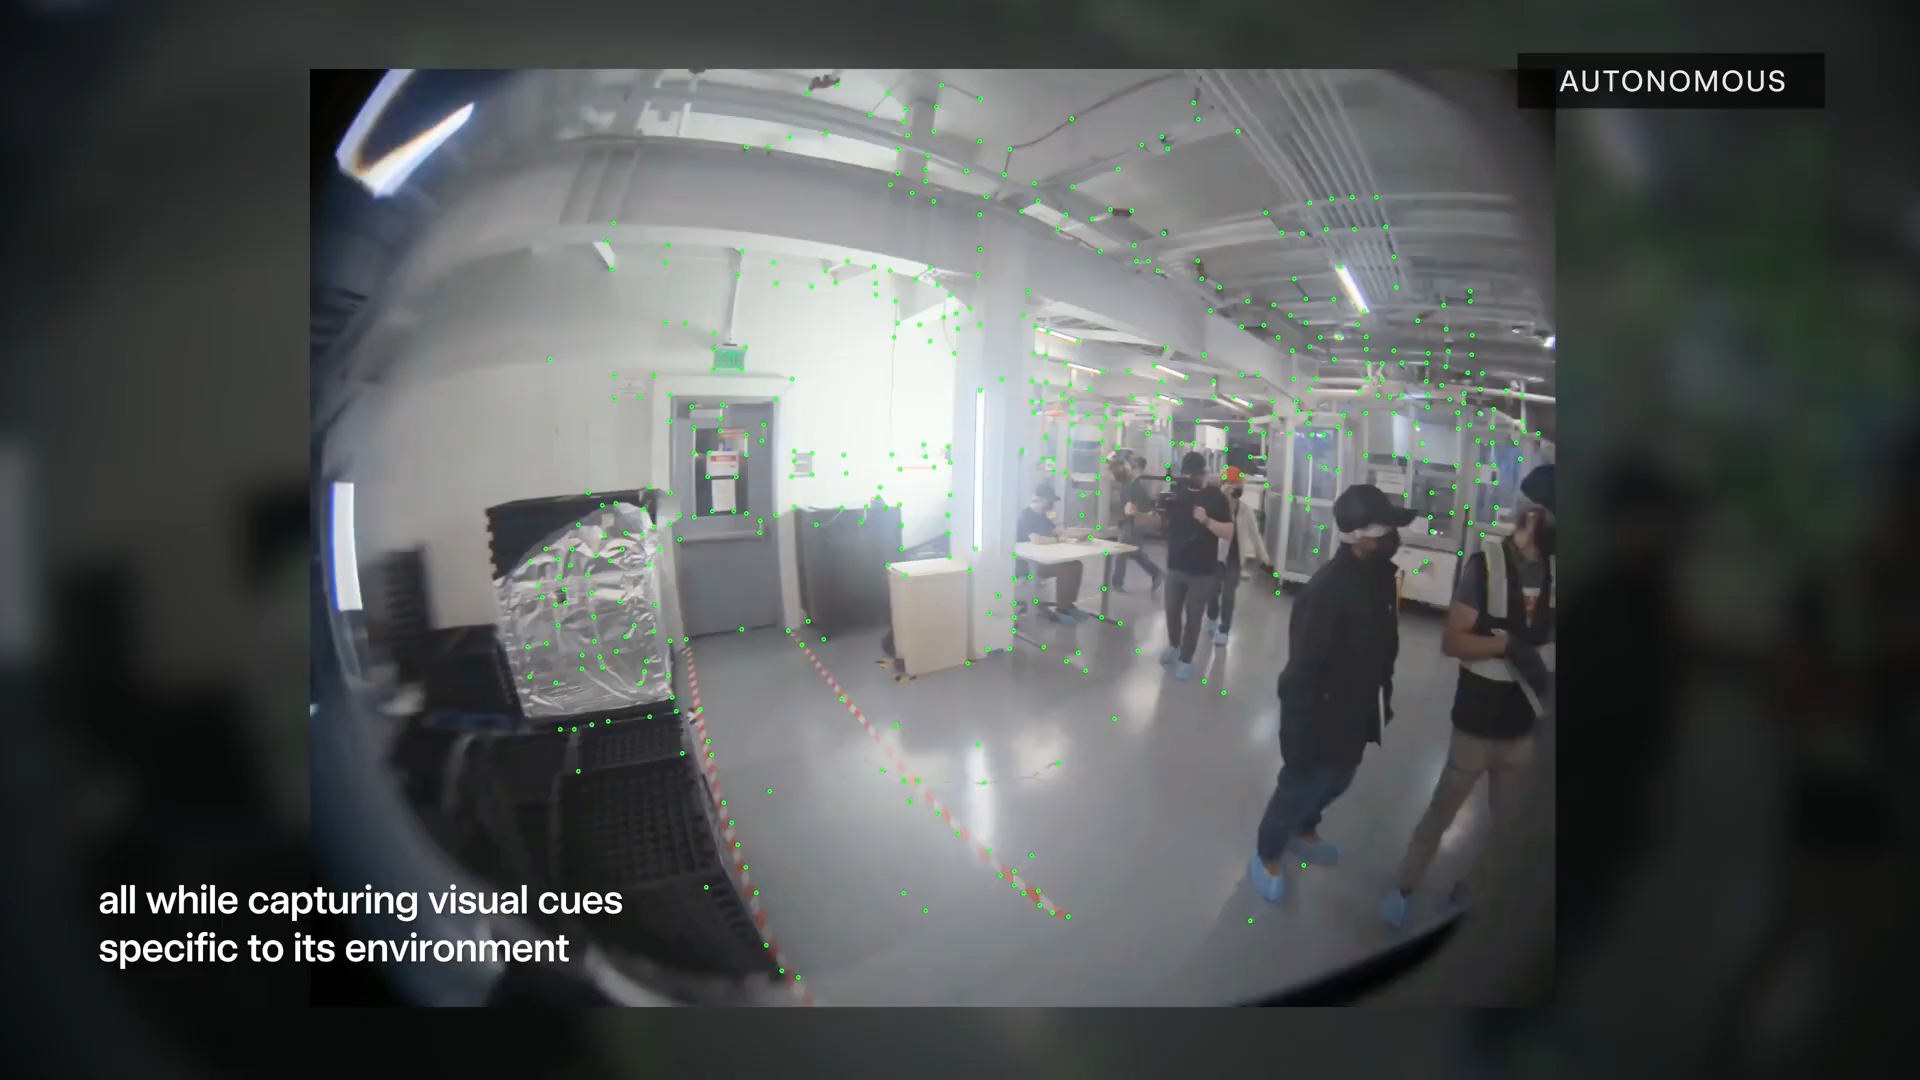 AUTONOMOUS
all while capturing visual cues
specific to its environment